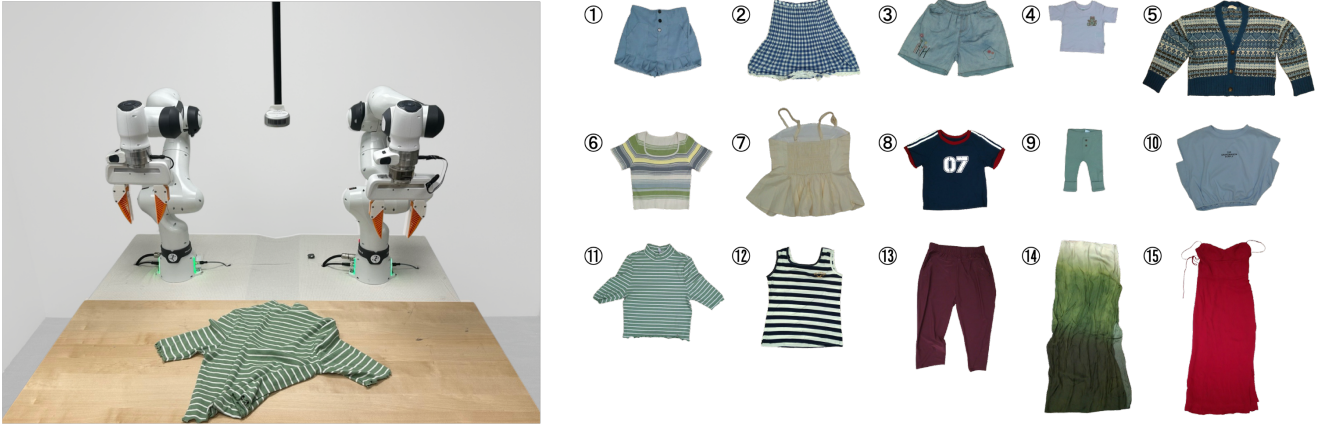 ① ② ③ ④ ⑤
⑥ ⑦ ⑧ ⑨ ⑩
07
⑪ ⑫ ⑬ ⑭ ⑮